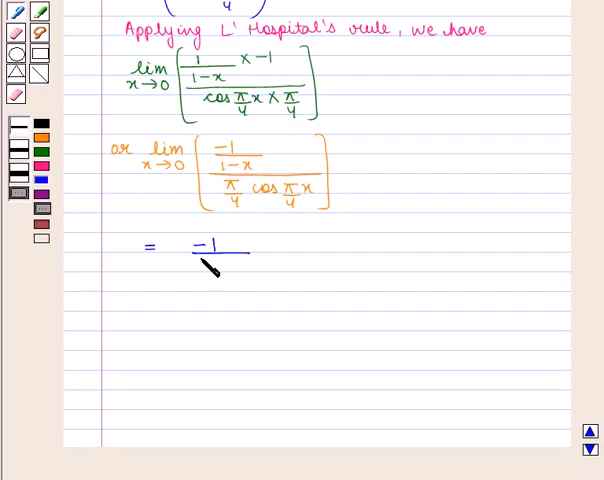 4
Applying L' Hospital's rule, we have
lim x→0 [ (1/(1-x) × -1) / (cos π/4 x × π/4) ]
or lim x→0 [ (-1/(1-x)) / (π/4 cos π/4 x) ]
= -1